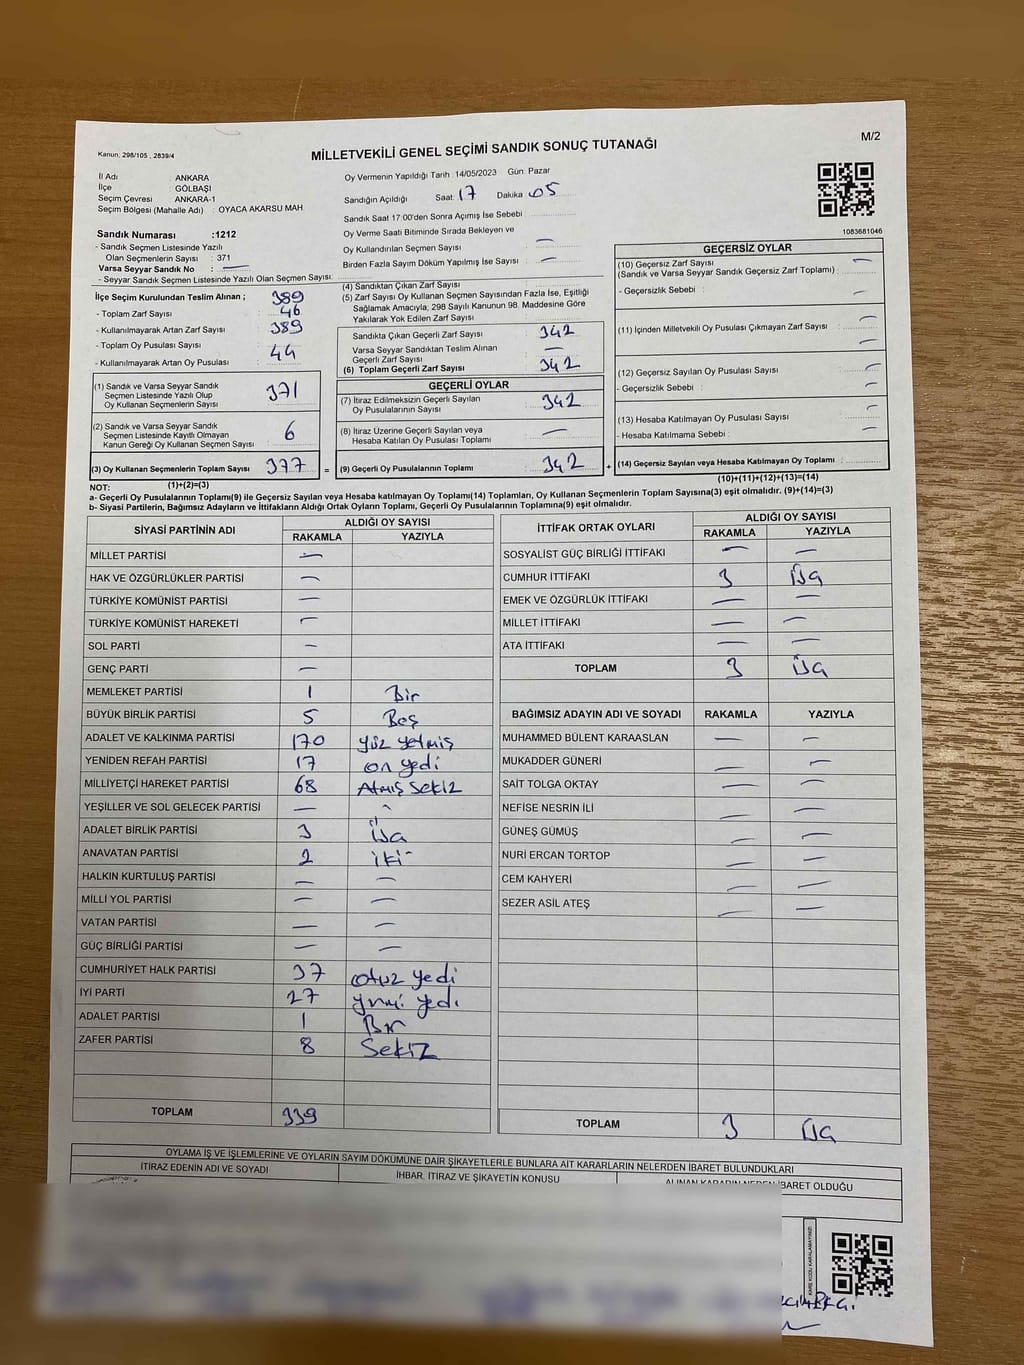 Kanun: 298/105 , 2839/4
MİLLETVEKİLİ GENEL SEÇİMİ SANDIK SONUÇ TUTANAĞI
M/2
İl Adı : ANKARA
İlçe : GÖLBAŞI
Seçim Çevresi : ANKARA-1
Seçim Bölgesi (Mahalle Adı) : OYACA AKARSU MAH.
Oy Vermenin Yapıldığı Tarih :14/05/2023 Gün: Pazar
Sandığın Açıldığı Saat: 17 Dakika: 05
Sandık Saat 17:00'den Sonra Açılmış İse Sebebi
Oy Verme Saati Bitiminde Sırada Bekleyen ve
Oy Kullandırılan Seçmen Sayısi : —
Birden Fazla Sayım Döküm Yapılmış İse Sayısı : —
1083681046
Sandık Numarası :1212
- Sandık Seçmen Listesinde Yazılı
Olan Seçmenlerin Sayısı : 371
Varsa Seyyar Sandık No : —
- Seyyar Sandık Seçmen Listesinde Yazılı Olan Seçmen Sayısı:
İlçe Seçim Kurulundan Teslim Alınan ;
- Toplam Zarf Sayısı : 389
- Kullanılmayarak Artan Zarf Sayısı : 46
- Toplam Oy Pusulası Sayısı : 389
- Kullanılmayarak Artan Oy Pusulası : 44
(1) Sandık ve Varsa Seyyar Sandık
Seçmen Listesinde Yazılı Olup
Oy Kullanan Seçmenlerin Sayısı : 371
(2) Sandık ve Varsa Seyyar Sandık
Seçmen Listesinde Kayıtlı Olmayan
Kanun Gereği Oy Kullanan Seçmen Sayısı : 6
(3) Oy Kullanan Seçmenlerin Toplam Sayısı : 377
(1)+(2)=(3)
(4) Sandıktan Çıkan Zarf Sayısı
(5) Zarf Sayısı Oy Kullanan Seçmen Sayısından Fazla İse, Eşitliği
Sağlamak Amacıyla, 298 Sayılı Kanunun 98. Maddesine Göre
Yakılarak Yok Edilen Zarf Sayısı :
Sandıkta Çıkan Geçerli Zarf Sayısı : 342
Varsa Seyyar Sandıktan Teslim Alınan
Geçerli Zarf Sayısı : —
(6) Toplam Geçerli Zarf Sayısı : 342
GEÇERLİ OYLAR
(7) İtiraz Edilmeksizin Geçerli Sayılan
Oy Pusulalarının Sayısı : 342
(8) İtiraz Üzerine Geçerli Sayılan veya
Hesaba Katılan Oy Pusulası Toplamı : —
= (9) Geçerli Oy Pusulalarının Toplamı : 342
GEÇERSİZ OYLAR
(10) Geçersiz Zarf Sayısı
(Sandık ve Varsa Seyyar Sandık Geçersiz Zarf Toplamı) : —
- Geçersizlik Sebebi : —
(11) İçinden Milletvekili Oy Pusulası Çıkmayan Zarf Sayısı : —
—
(12) Geçersiz Sayılan Oy Pusulası Sayısı : —
- Geçersizlik Sebebi : —
(13) Hesaba Katılmayan Oy Pusulası Sayısı : —
- Hesaba Katılmama Sebebi : —
+ (14) Geçersiz Sayılan veya Hesaba Katılmayan Oy Toplamı :
(10)+(11)+(12)+(13)=(14)
NOT:
a- Geçerli Oy Pusulalarının Toplamı(9) ile Geçersiz Sayılan veya Hesaba katılmayan Oy Toplamı(14) Toplamları, Oy Kullanan Seçmenlerin Toplam Sayısına(3) eşit olmalıdır. (9)+(14)=(3)
b- Siyasi Partilerin, Bağımsız Adayların ve İttifakların Aldığı Ortak Oyların Toplamı, Geçerli Oy Pusulalarının Toplamına(9) eşit olmalıdır.
SİYASİ PARTİNİN ADI ALDIĞI OY SAYISI
RAKAMLA YAZIYLA
MİLLET PARTİSİ —
HAK VE ÖZGÜRLÜKLER PARTİSİ —
TÜRKİYE KOMÜNİST PARTİSİ —
TÜRKİYE KOMÜNİST HAREKETİ —
SOL PARTİ —
GENÇ PARTİ —
MEMLEKET PARTİSİ 1 Bir
BÜYÜK BİRLİK PARTİSİ 5 Beş
ADALET VE KALKINMA PARTİSİ 170 yüz yetmiş
YENİDEN REFAH PARTİSİ 17 on yedi
MİLLİYETÇİ HAREKET PARTİSİ 68 Atmış Sekiz
YEŞİLLER VE SOL GELECEK PARTİSİ — -
ADALET BİRLİK PARTİSİ 3 Üç
ANAVATAN PARTİSİ 2 iki
HALKIN KURTULUŞ PARTİSİ — —
MİLLİ YOL PARTİSİ — —
VATAN PARTİSİ — —
GÜÇ BİRLİĞİ PARTİSİ — —
CUMHURİYET HALK PARTİSİ 37 otuz yedi
İYİ PARTİ 27 yirmi yedi
ADALET PARTİSİ 1 Bir
ZAFER PARTİSİ 8 Sekiz
TOPLAM 339
İTTİFAK ORTAK OYLARI ALDIĞI OY SAYISI
RAKAMLA YAZIYLA
SOSYALİST GÜÇ BİRLİĞİ İTTİFAKI — —
CUMHUR İTTİFAKI 3 Üç
EMEK VE ÖZGÜRLÜK İTTİFAKI — —
MİLLET İTTİFAKI — —
ATA İTTİFAKI — —
TOPLAM 3 Üç
BAĞIMSIZ ADAYIN ADI VE SOYADI RAKAMLA YAZIYLA
MUHAMMED BÜLENT KARAASLAN — —
MUKADDER GÜNERİ — —
SAİT TOLGA OKTAY — —
NEFİSE NESRİN İLİ — —
GÜNEŞ GÜMÜŞ — —
NURİ ERCAN TORTOP — —
CEM KAHYERİ — —
SEZER ASİL ATEŞ — —
TOPLAM 3 Üç
OYLAMA İŞ VE İŞLEMLERİNE VE OYLARIN SAYIM DÖKÜMÜNE DAİR ŞİKAYETLERLE BUNLARA AİT KARARLARIN NELERDEN İBARET BULUNDUKLARI
İTİRAZ EDENİN ADI VE SOYADI İHBAR, İTİRAZ VE ŞİKAYETİN KONUSU ALINAN KARARIN NEDEN İBARET OLDUĞU
KARE KODU KARALAMAYINIZ!